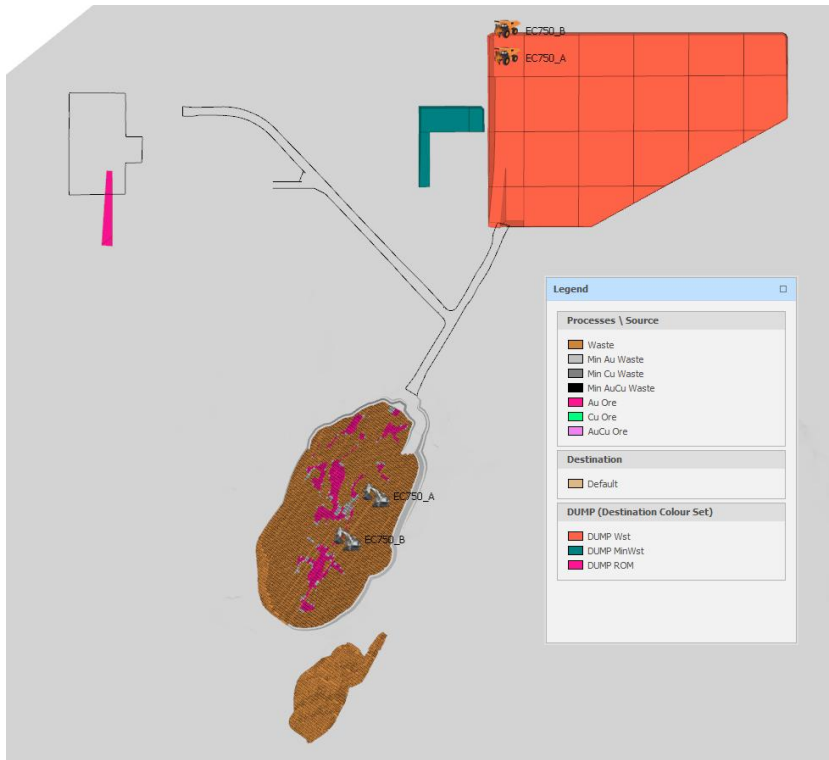 EC750_B
EC750_A
Legend
Processes \ Source
Waste
Min Au Waste
Min Cu Waste
Min AuCu Waste
Au Ore
Cu Ore
AuCu Ore
Destination
Default
DUMP (Destination Colour Set)
DUMP Wst
DUMP MinWst
DUMP ROM
EC750_A
EC750_B